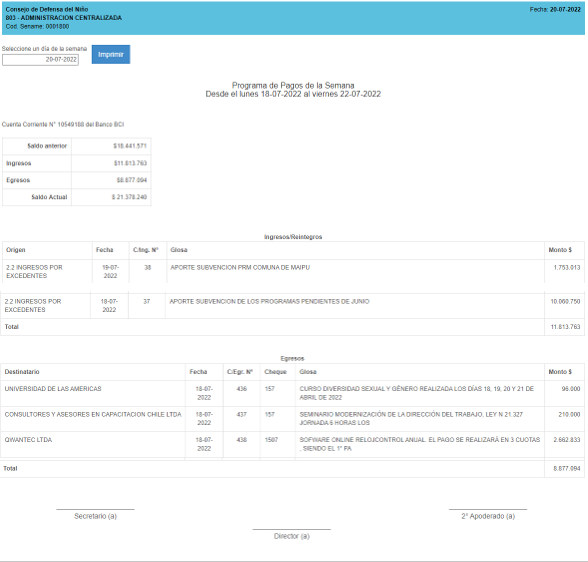 Consejo de Defensa del Niño
Fecha: 20-07-2022
803 - ADMINISTRACION CENTRALIZADA
Cod. Sename: 0001800
Seleccione un día de la semana
20-07-2022
Imprimir
Programa de Pagos de la Semana
Desde el lunes 18-07-2022 al viernes 22-07-2022
Cuenta Corriente N° 10549188 del Banco BCI
Saldo anterior $18.441.571
Ingresos $11.813.763
Egresos $8.877.094
Saldo Actual $ 21.378.240
Ingresos/Reintegros
Origen Fecha C/Ing. N° Glosa Monto $
2.2 INGRESOS POR EXCEDENTES 19-07-2022 38 APORTE SUBVENCION PRM COMUNA DE MAIPU 1.753.013
2.2 INGRESOS POR EXCEDENTES 18-07-2022 37 APORTE SUBVENCION DE LOS PROGRAMAS PENDIENTES DE JUNIO 10.060.750
Total 11.813.763
Egresos
Destinatario Fecha C/Egr. N° Cheque Glosa Monto $
UNIVERSIDAD DE LAS AMERICAS 18-07-2022 436 157 CURSO DIVERSIDAD SEXUAL Y GÉNERO REALIZADA LOS DÍAS 18, 19, 20 Y 21 DE ABRIL DE 2022 96.000
CONSULTORES Y ASESORES EN CAPACITACION CHILE LTDA 18-07-2022 437 157 SEMINARIO MODERNIZACIÓN DE LA DIRECCIÓN DEL TRABAJO, LEY N 21.327 JORNADA 6 HORAS LOS 210.000
QWANTEC LTDA. 18-07-2022 438 1587 SOFWARE ONLINE RELOJCONTROL ANUAL. EL PAGO SE REALIZARÁ EN 3 CUOTAS , SIENDO EL 1° PA 2.662.833
Total 8.877.094
Secretario (a)
2° Apoderado (a)
Director (a)